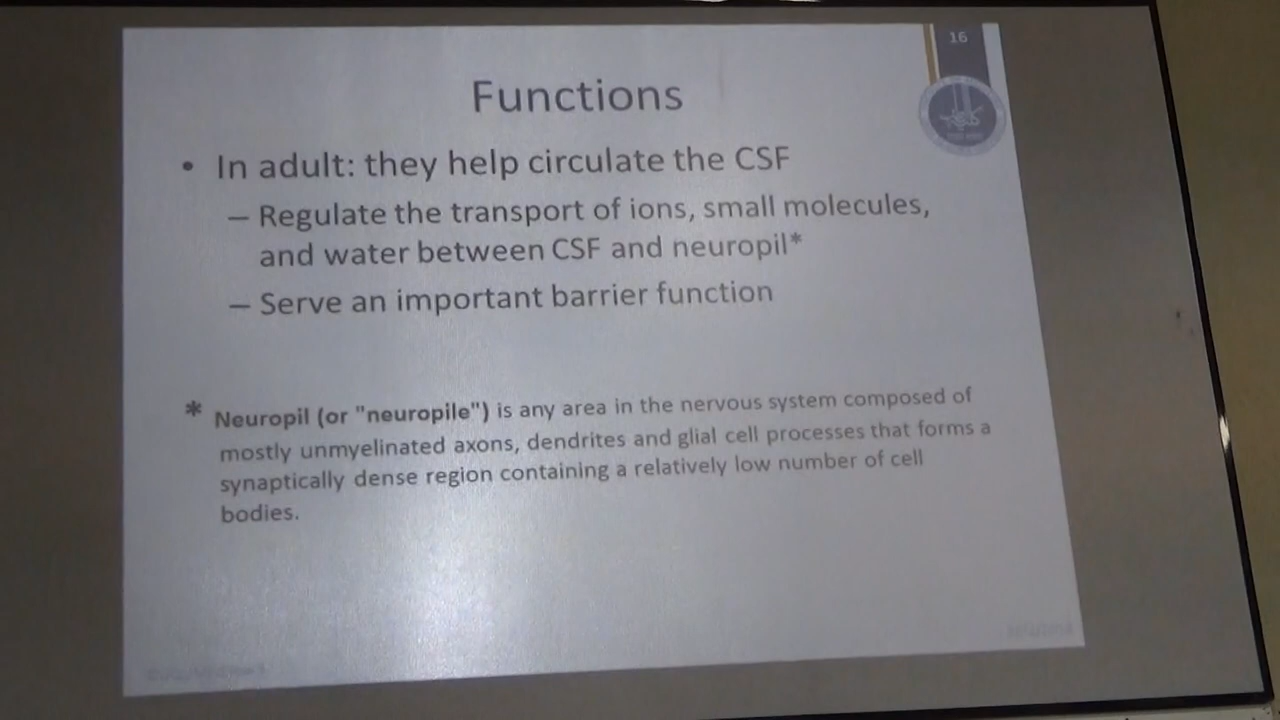 16
Functions
• In adult: they help circulate the CSF
– Regulate the transport of ions, small molecules,
and water between CSF and neuropil*
– Serve an important barrier function
* Neuropil (or "neuropile") is any area in the nervous system composed of
mostly unmyelinated axons, dendrites and glial cell processes that forms a
synaptically dense region containing a relatively low number of cell
bodies.